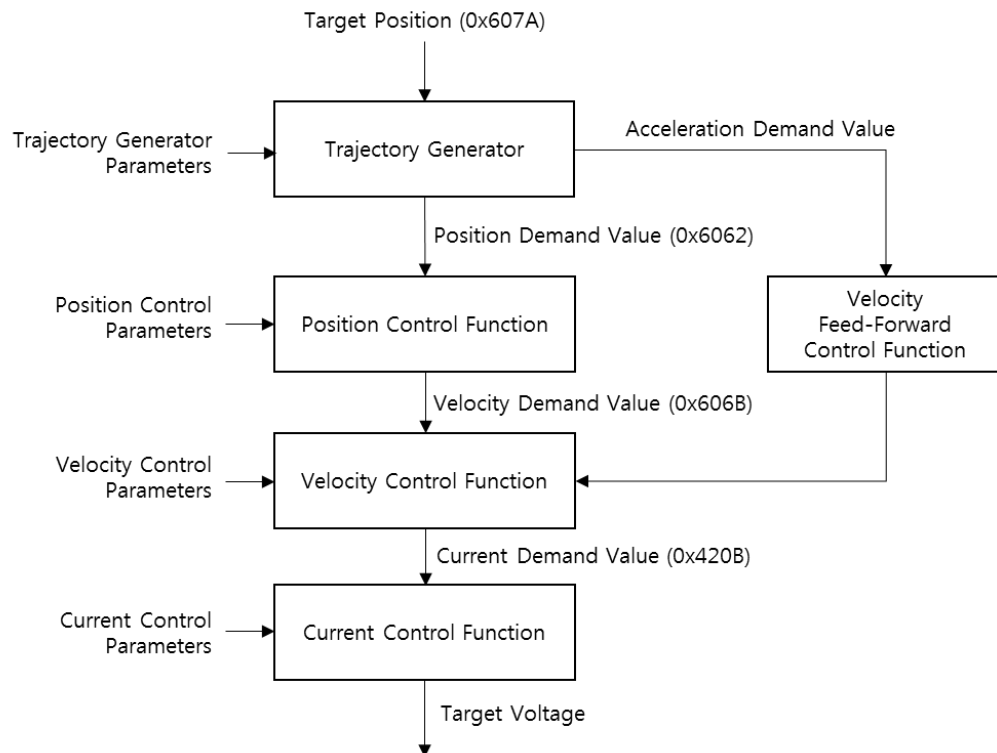 Target Position (0x607A)
Trajectory Generator
Parameters
Trajectory Generator
Acceleration Demand Value
Position Demand Value (0x6062)
Position Control
Parameters
Position Control Function
Velocity
Feed-Forward
Control Function
Velocity Demand Value (0x606B)
Velocity Control
Parameters
Velocity Control Function
Current Demand Value (0x420B)
Current Control
Parameters
Current Control Function
Target Voltage